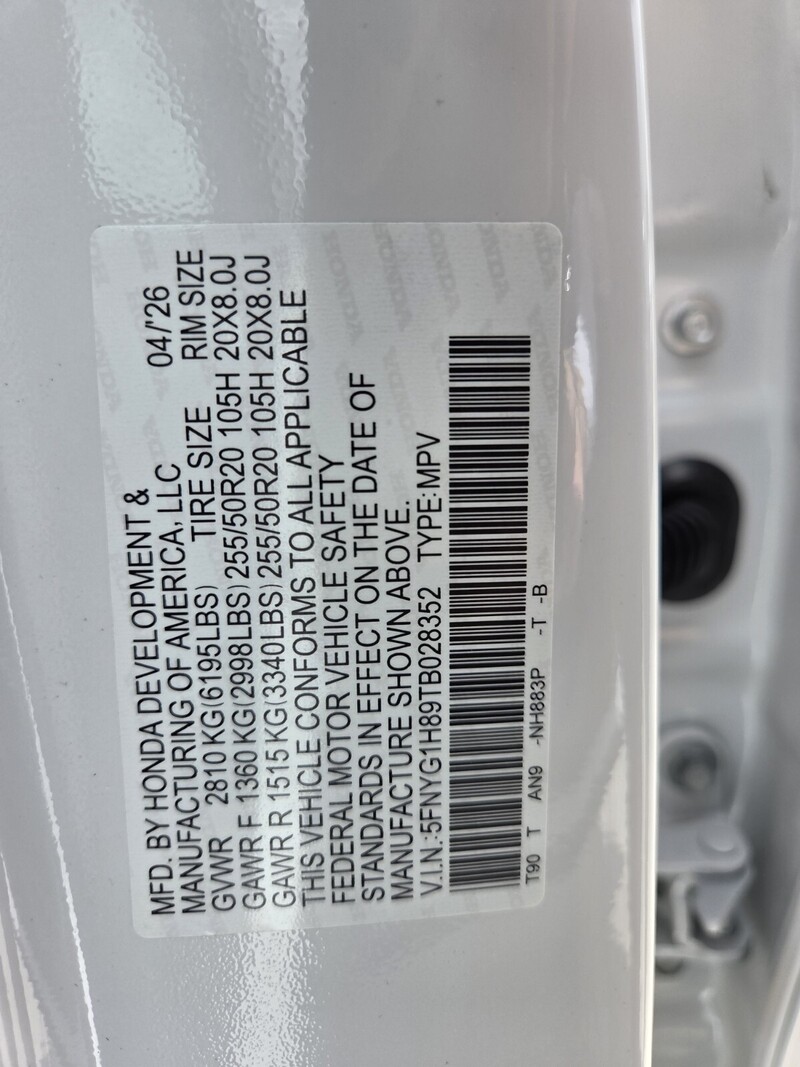 MFD. BY HONDA DEVELOPMENT &
MANUFACTURING OF AMERICA, LLC 04/'26
GVWR 2810 KG(6195LBS) TIRE SIZE RIM SIZE
GAWR F 1360 KG(2998LBS) 255/50R20 105H 20X8.0J
GAWR R 1515 KG(3340LBS) 255/50R20 105H 20X8.0J
THIS VEHICLE CONFORMS TO ALL APPLICABLE
FEDERAL MOTOR VEHICLE SAFETY
STANDARDS IN EFFECT ON THE DATE OF
MANUFACTURE SHOWN ABOVE.
V.I.N.:5FNYG1H89TB028352 TYPE:MPV
T90 T AN9 -NH883P -T -B